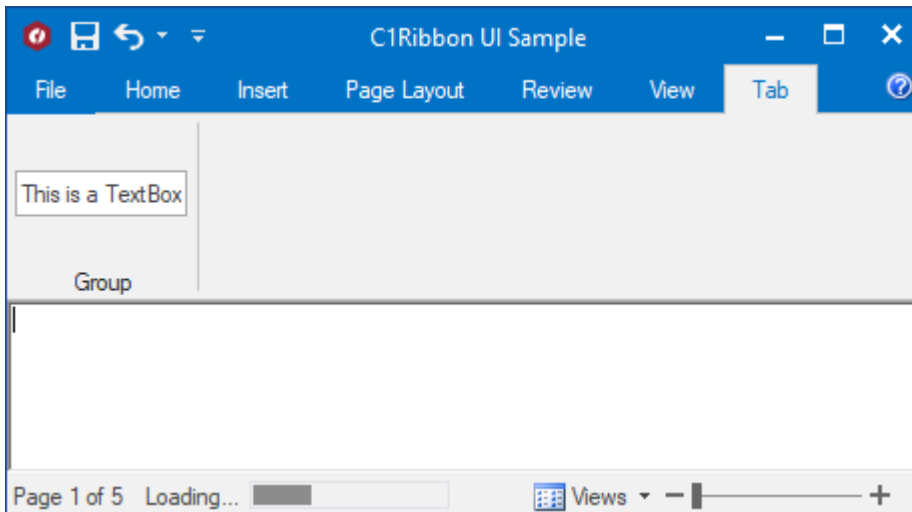 C1Ribbon UI Sample
File Home Insert Page Layout Review View Tab
This is a TextBox
Group
Page 1 of 5 Loading... Views